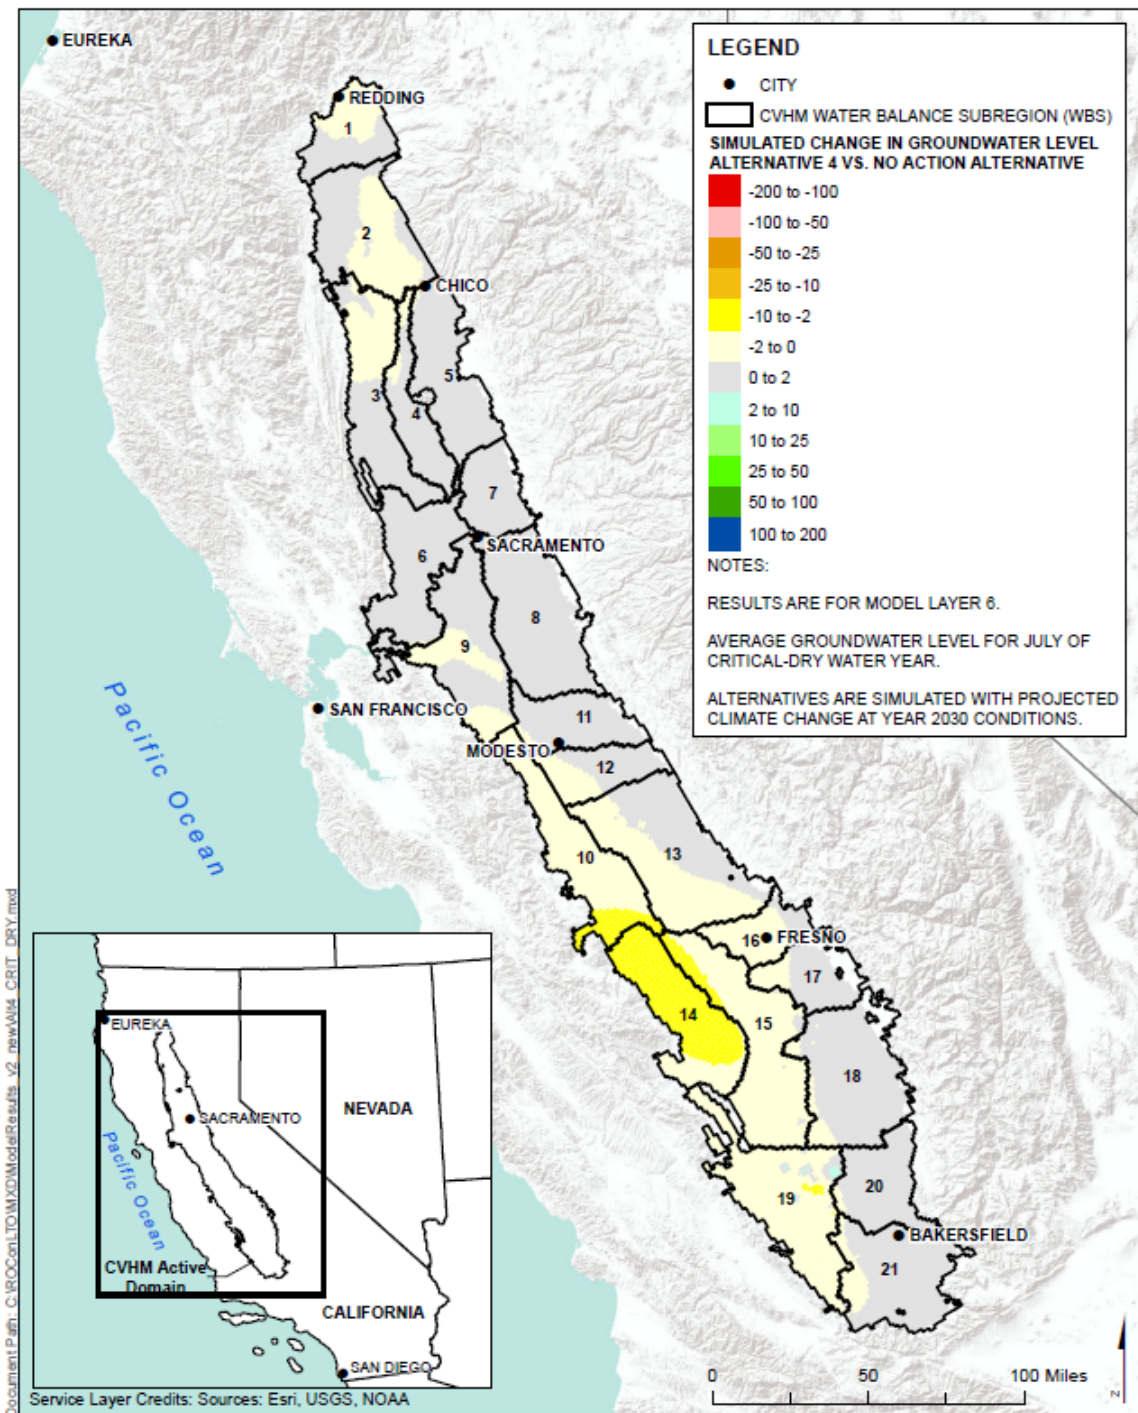 EUREKA
REDDING
1
2
CHICO
3
4
5
7
SACRAMENTO
6
8
9
SAN FRANCISCO
11
MODESTO
12
10
13
16
FRESNO
17
14
15
18
19
20
BAKERSFIELD
21
Pacific Ocean
LEGEND
CITY
CVHM WATER BALANCE SUBREGION (WBS)
SIMULATED CHANGE IN GROUNDWATER LEVEL
ALTERNATIVE 4 VS. NO ACTION ALTERNATIVE
-200 to -100
-100 to -50
-50 to -25
-25 to -10
-10 to -2
-2 to 0
0 to 2
2 to 10
10 to 25
25 to 50
50 to 100
100 to 200
NOTES:
RESULTS ARE FOR MODEL LAYER 6.
AVERAGE GROUNDWATER LEVEL FOR JULY OF
CRITICAL-DRY WATER YEAR.
ALTERNATIVES ARE SIMULATED WITH PROJECTED
CLIMATE CHANGE AT YEAR 2030 CONDITIONS.
EUREKA
SACRAMENTO
NEVADA
Pacific Ocean
CVHM Active
Domain
CALIFORNIA
SAN DIEGO
Service Layer Credits: Sources: Esri, USGS, NOAA
0 50 100 Miles
N